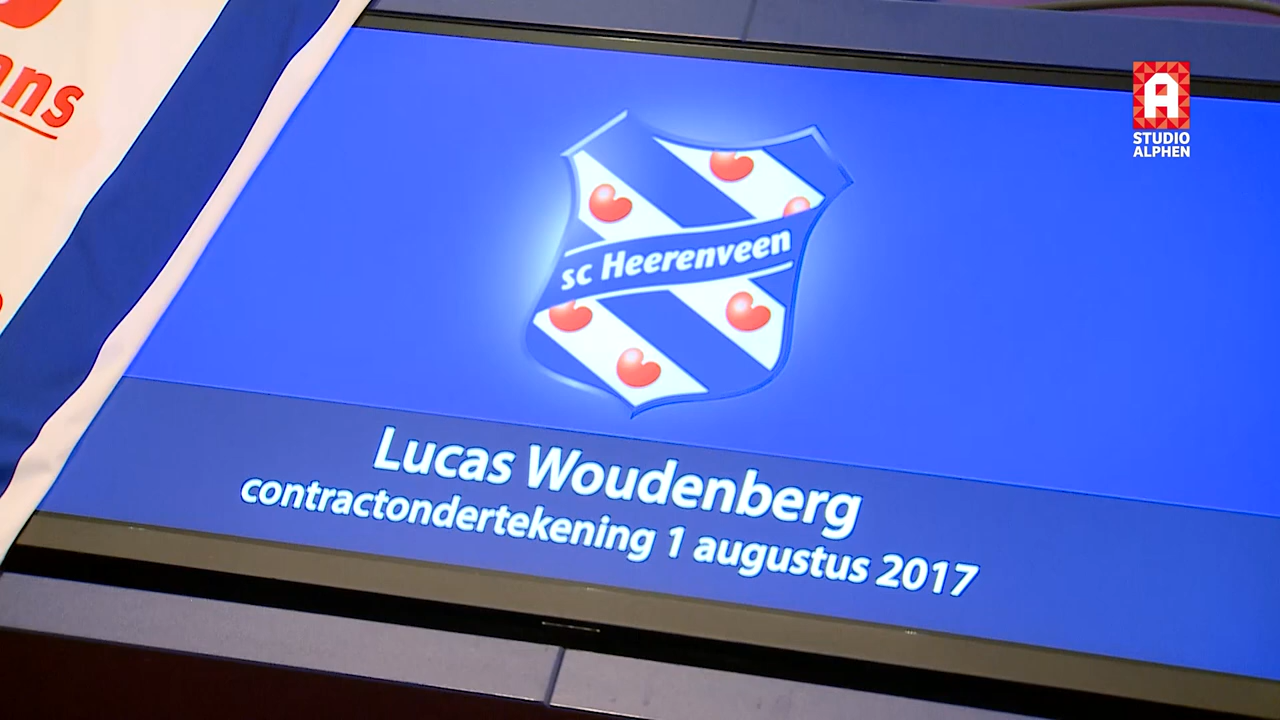 STUDIO
ALPHEN
sc Heerenveen
Lucas Woudenberg
contractondertekening 1 augustus 2017